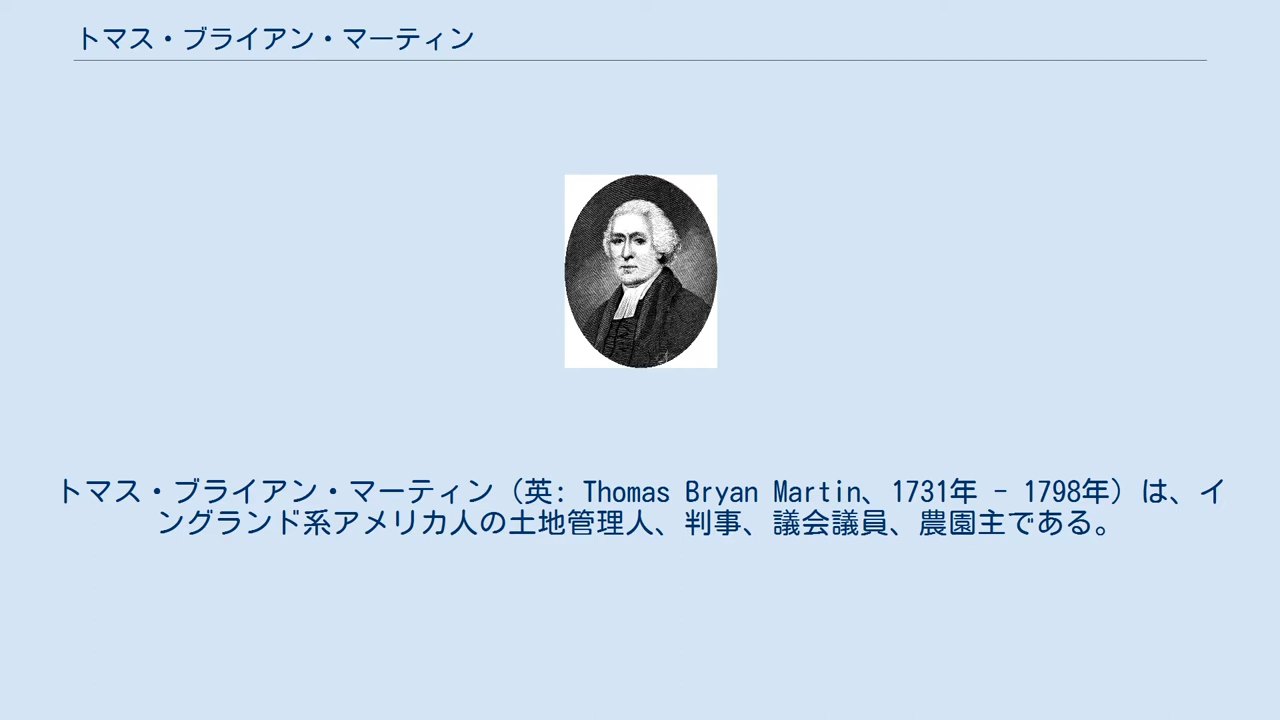 トマス・ブライアン・マーティン
トマス・ブライアン・マーティン（英: Thomas Bryan Martin、1731年 - 1798年）は、イ
ングランド系アメリカ人の土地管理人、判事、議会議員、農園主である。